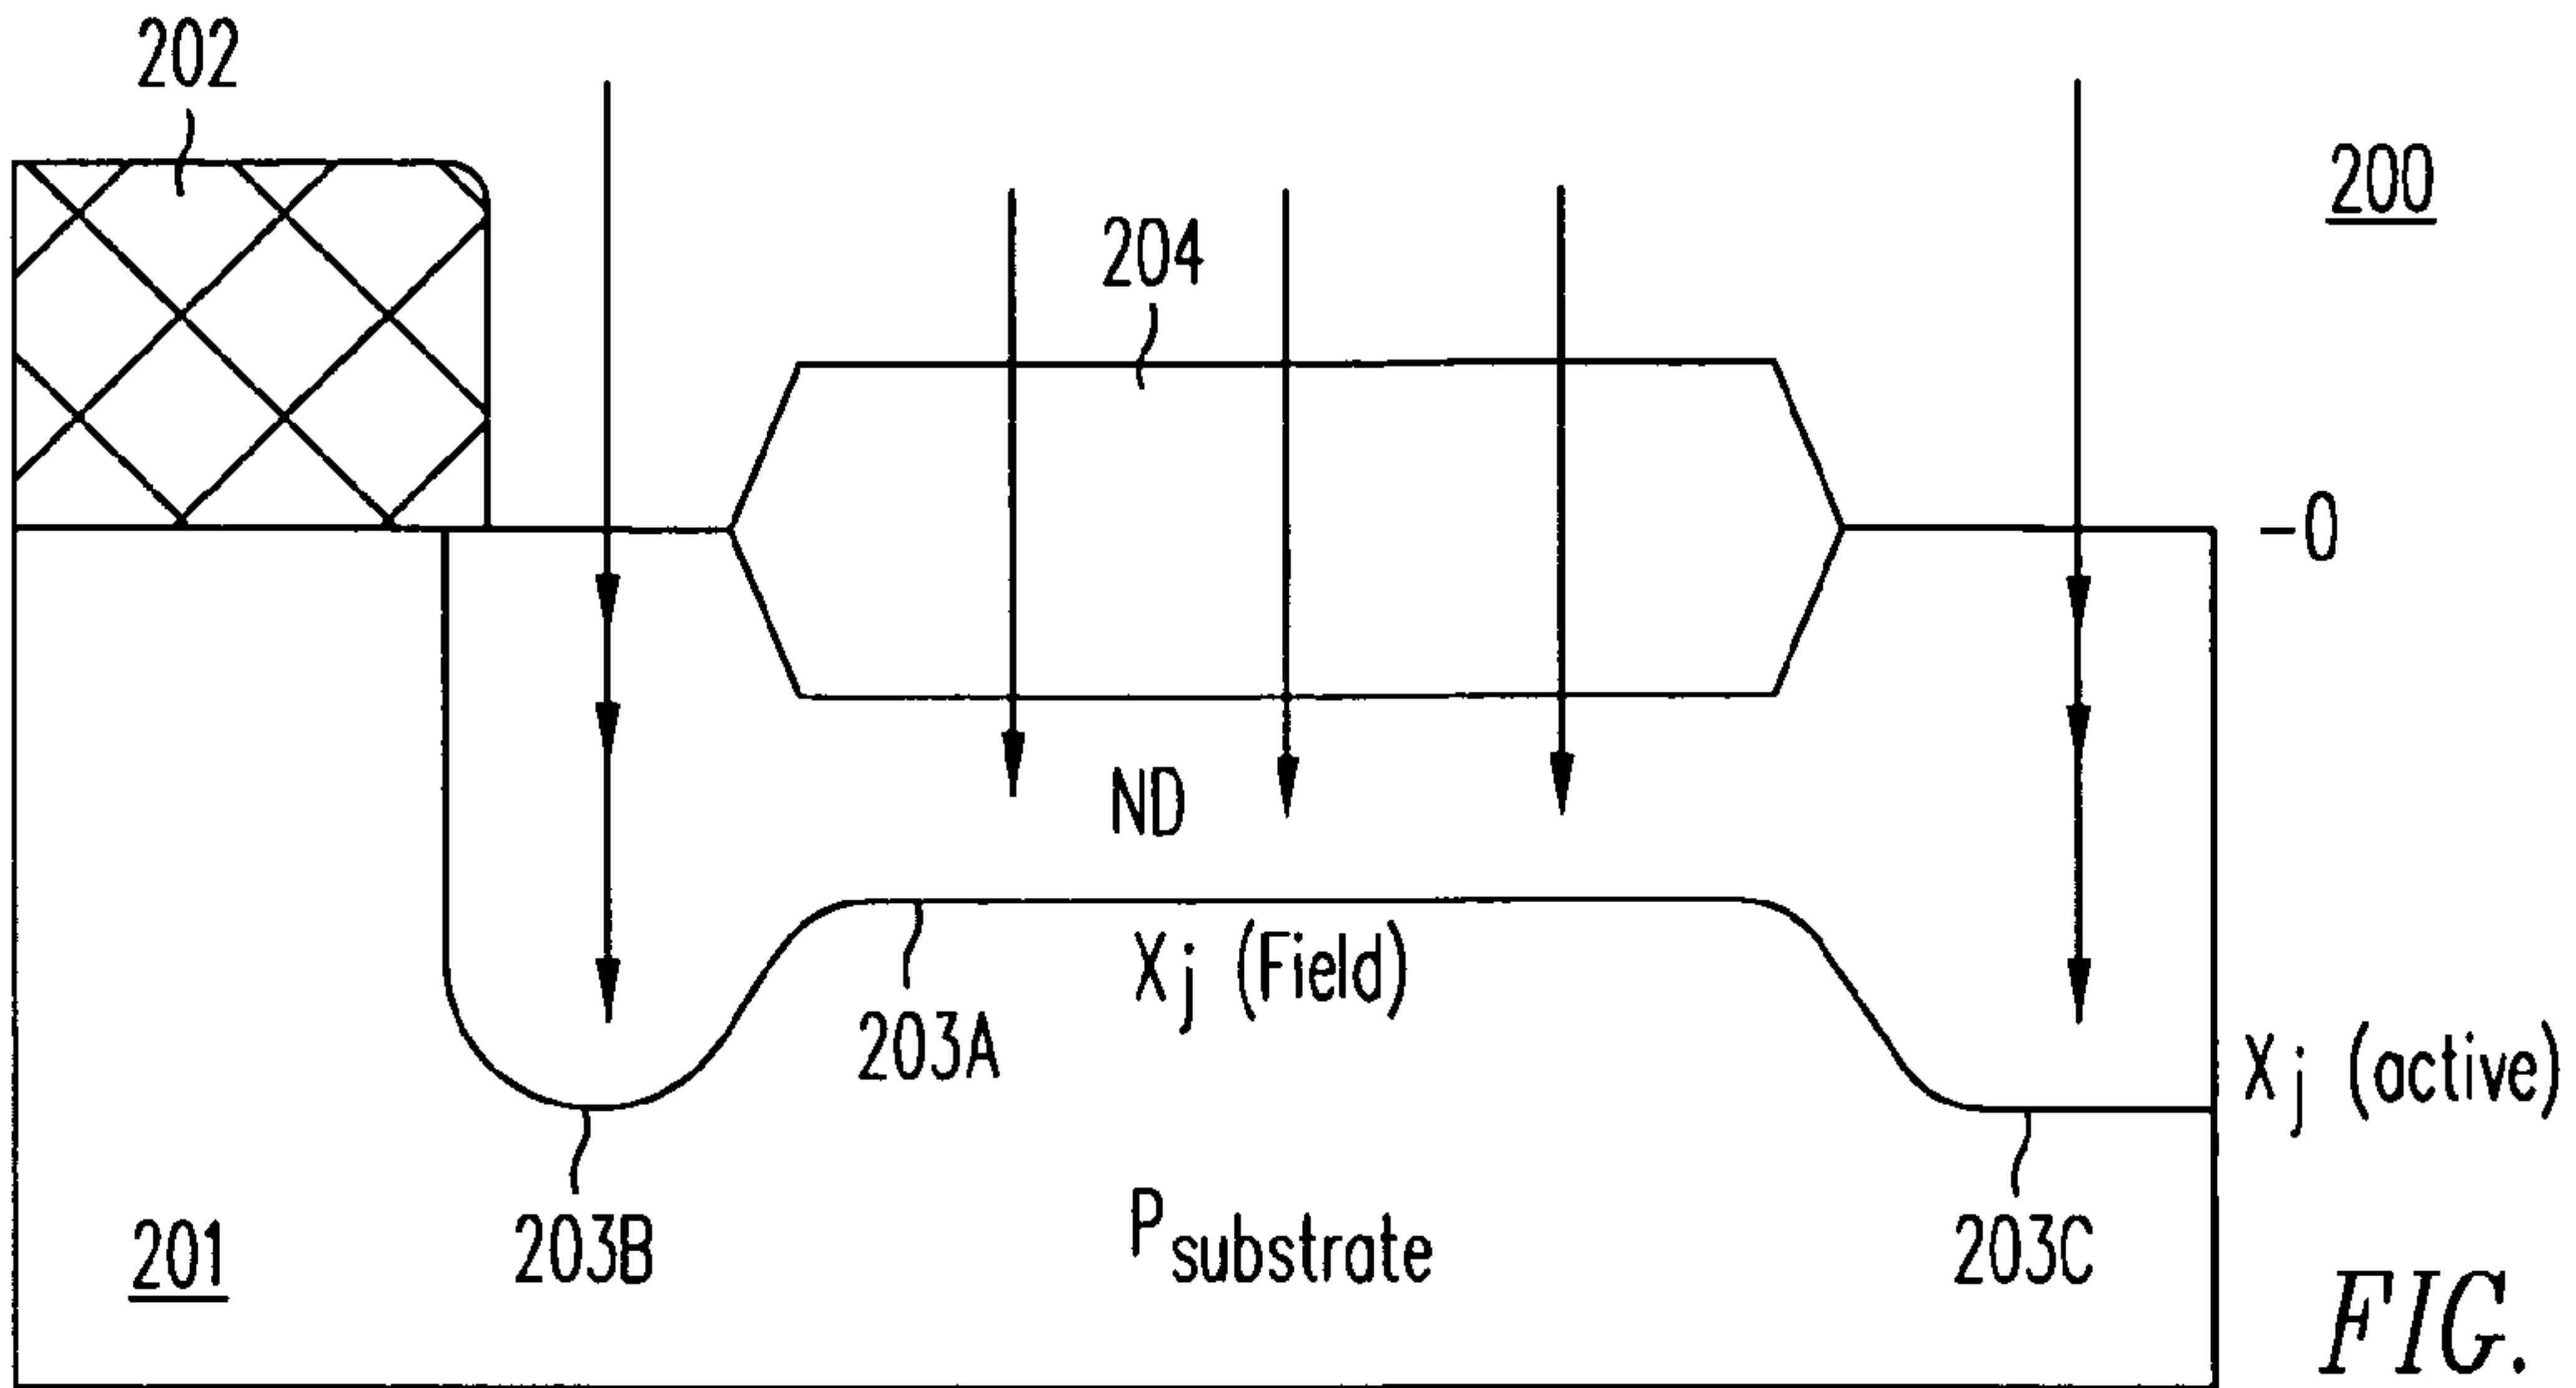 202
200
204
-0
ND
Xj (Field)
203A
Xj (active)
203B
Psubstrate
203C
201
FIG.